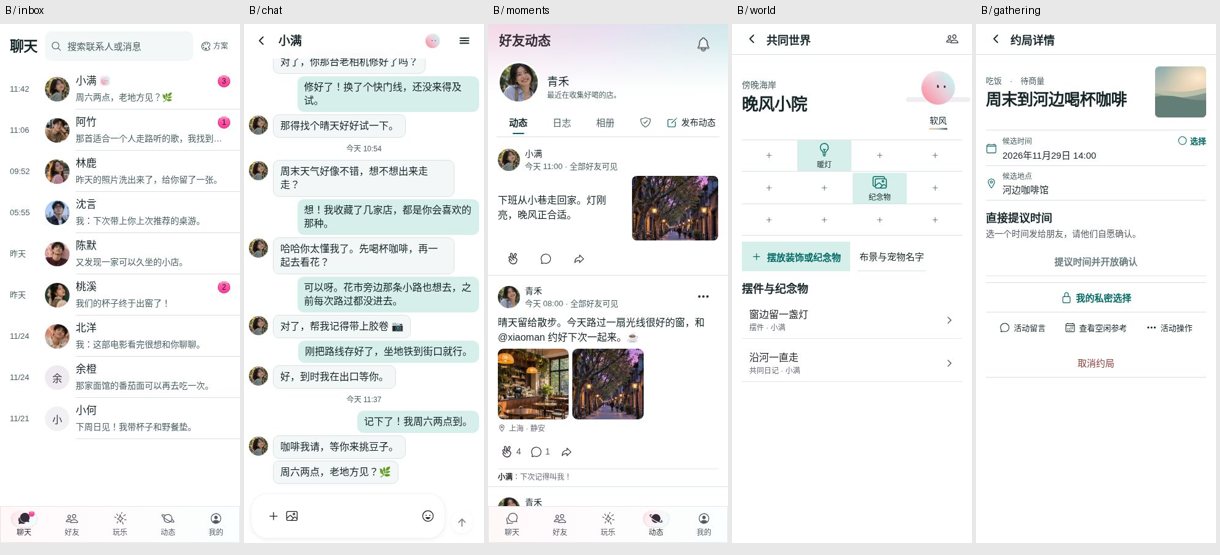 B/inbox
聊天
搜索联系人或消息
方案
11:42
小满
3
周六两点，老地方见？🌿
11:06
阿竹
1
那首适合一个人走路听的歌，我找到…
09:52
林鹿
昨天的照片洗出来了，给你留了一张。
05:55
沈言
我：下次带上你上次推荐的桌游。
昨天
陈默
又发现一家可以久坐的小店。
昨天
桃溪
2
我们的杯子终于出窑了！
11/24
北洋
我：这部电影看完很想和你聊聊。
11/24
余
余橙
那家面馆的番茄面可以再去吃一次。
11/21
小
小何
下周日见！我带杯子和野餐垫。
聊天
好友
玩乐
动态
我的
B/chat
小满
对了，你那台老相机修好了吗？
修好了！换了个快门线，还没来得及
试。
那得找个晴天好好试一下。
今天 10:54
周末天气好像不错，想不想出来走
走？
想！我收藏了几家店，都是你会喜欢的
那种。
哈哈你太懂我了。先喝杯咖啡，再一
起去看花？
可以呀。花市旁边那条小路也想去，之
前每次路过都没进去。
对了，帮我记得带上胶卷 📷
刚把路线存好了，坐地铁到街口就行。
好，到时我在出口等你。
今天 11:37
记下了！我周六两点到。
咖啡我请，等你来挑豆子。
周六两点，老地方见？🌿
B/moments
好友动态
青禾
最近在收集好喝的店。
动态
日志
相册
发布动态
小满
今天 11:00 · 全部好友可见
下班从小巷走回家。灯刚
亮，晚风正合适。
青禾
今天 08:00 · 全部好友可见
晴天留给散步。今天路过一扇光线很好的窗，和
@xiaoman 约好下次一起来。☕
上海 · 静安
4
1
小满：下次记得叫我！
青禾
聊天
好友
玩乐
动态
我的
B/world
共同世界
傍晚海岸
晚风小院
软风
+
暖灯
+
+
+
+
纪念物
+
+
+
+
+
+ 摆放装饰或纪念物
布景与宠物名字
摆件与纪念物
窗边留一盏灯
摆件 · 小满
沿河一直走
共同日记 · 小满
B/gathering
约局详情
吃饭 · 待商量
周末到河边喝杯咖啡
候选时间
选择
2026年11月29日 14:00
候选地点
河边咖啡馆
直接提议时间
选一个时间发给朋友，请他们自愿确认。
提议时间并开放确认
我的私密选择
活动留言
查看空闲参考
活动操作
取消约局